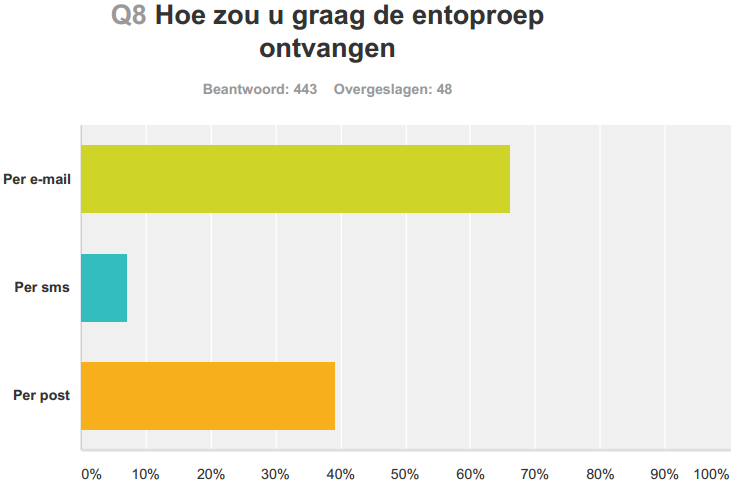 Q8 Hoe zou u graag de entoproep
ontvangen
Beantwoord: 443 Overgeslagen: 48
Per e-mail
Per sms
Per post
0% 10% 20% 30% 40% 50% 60% 70% 80% 90% 100%